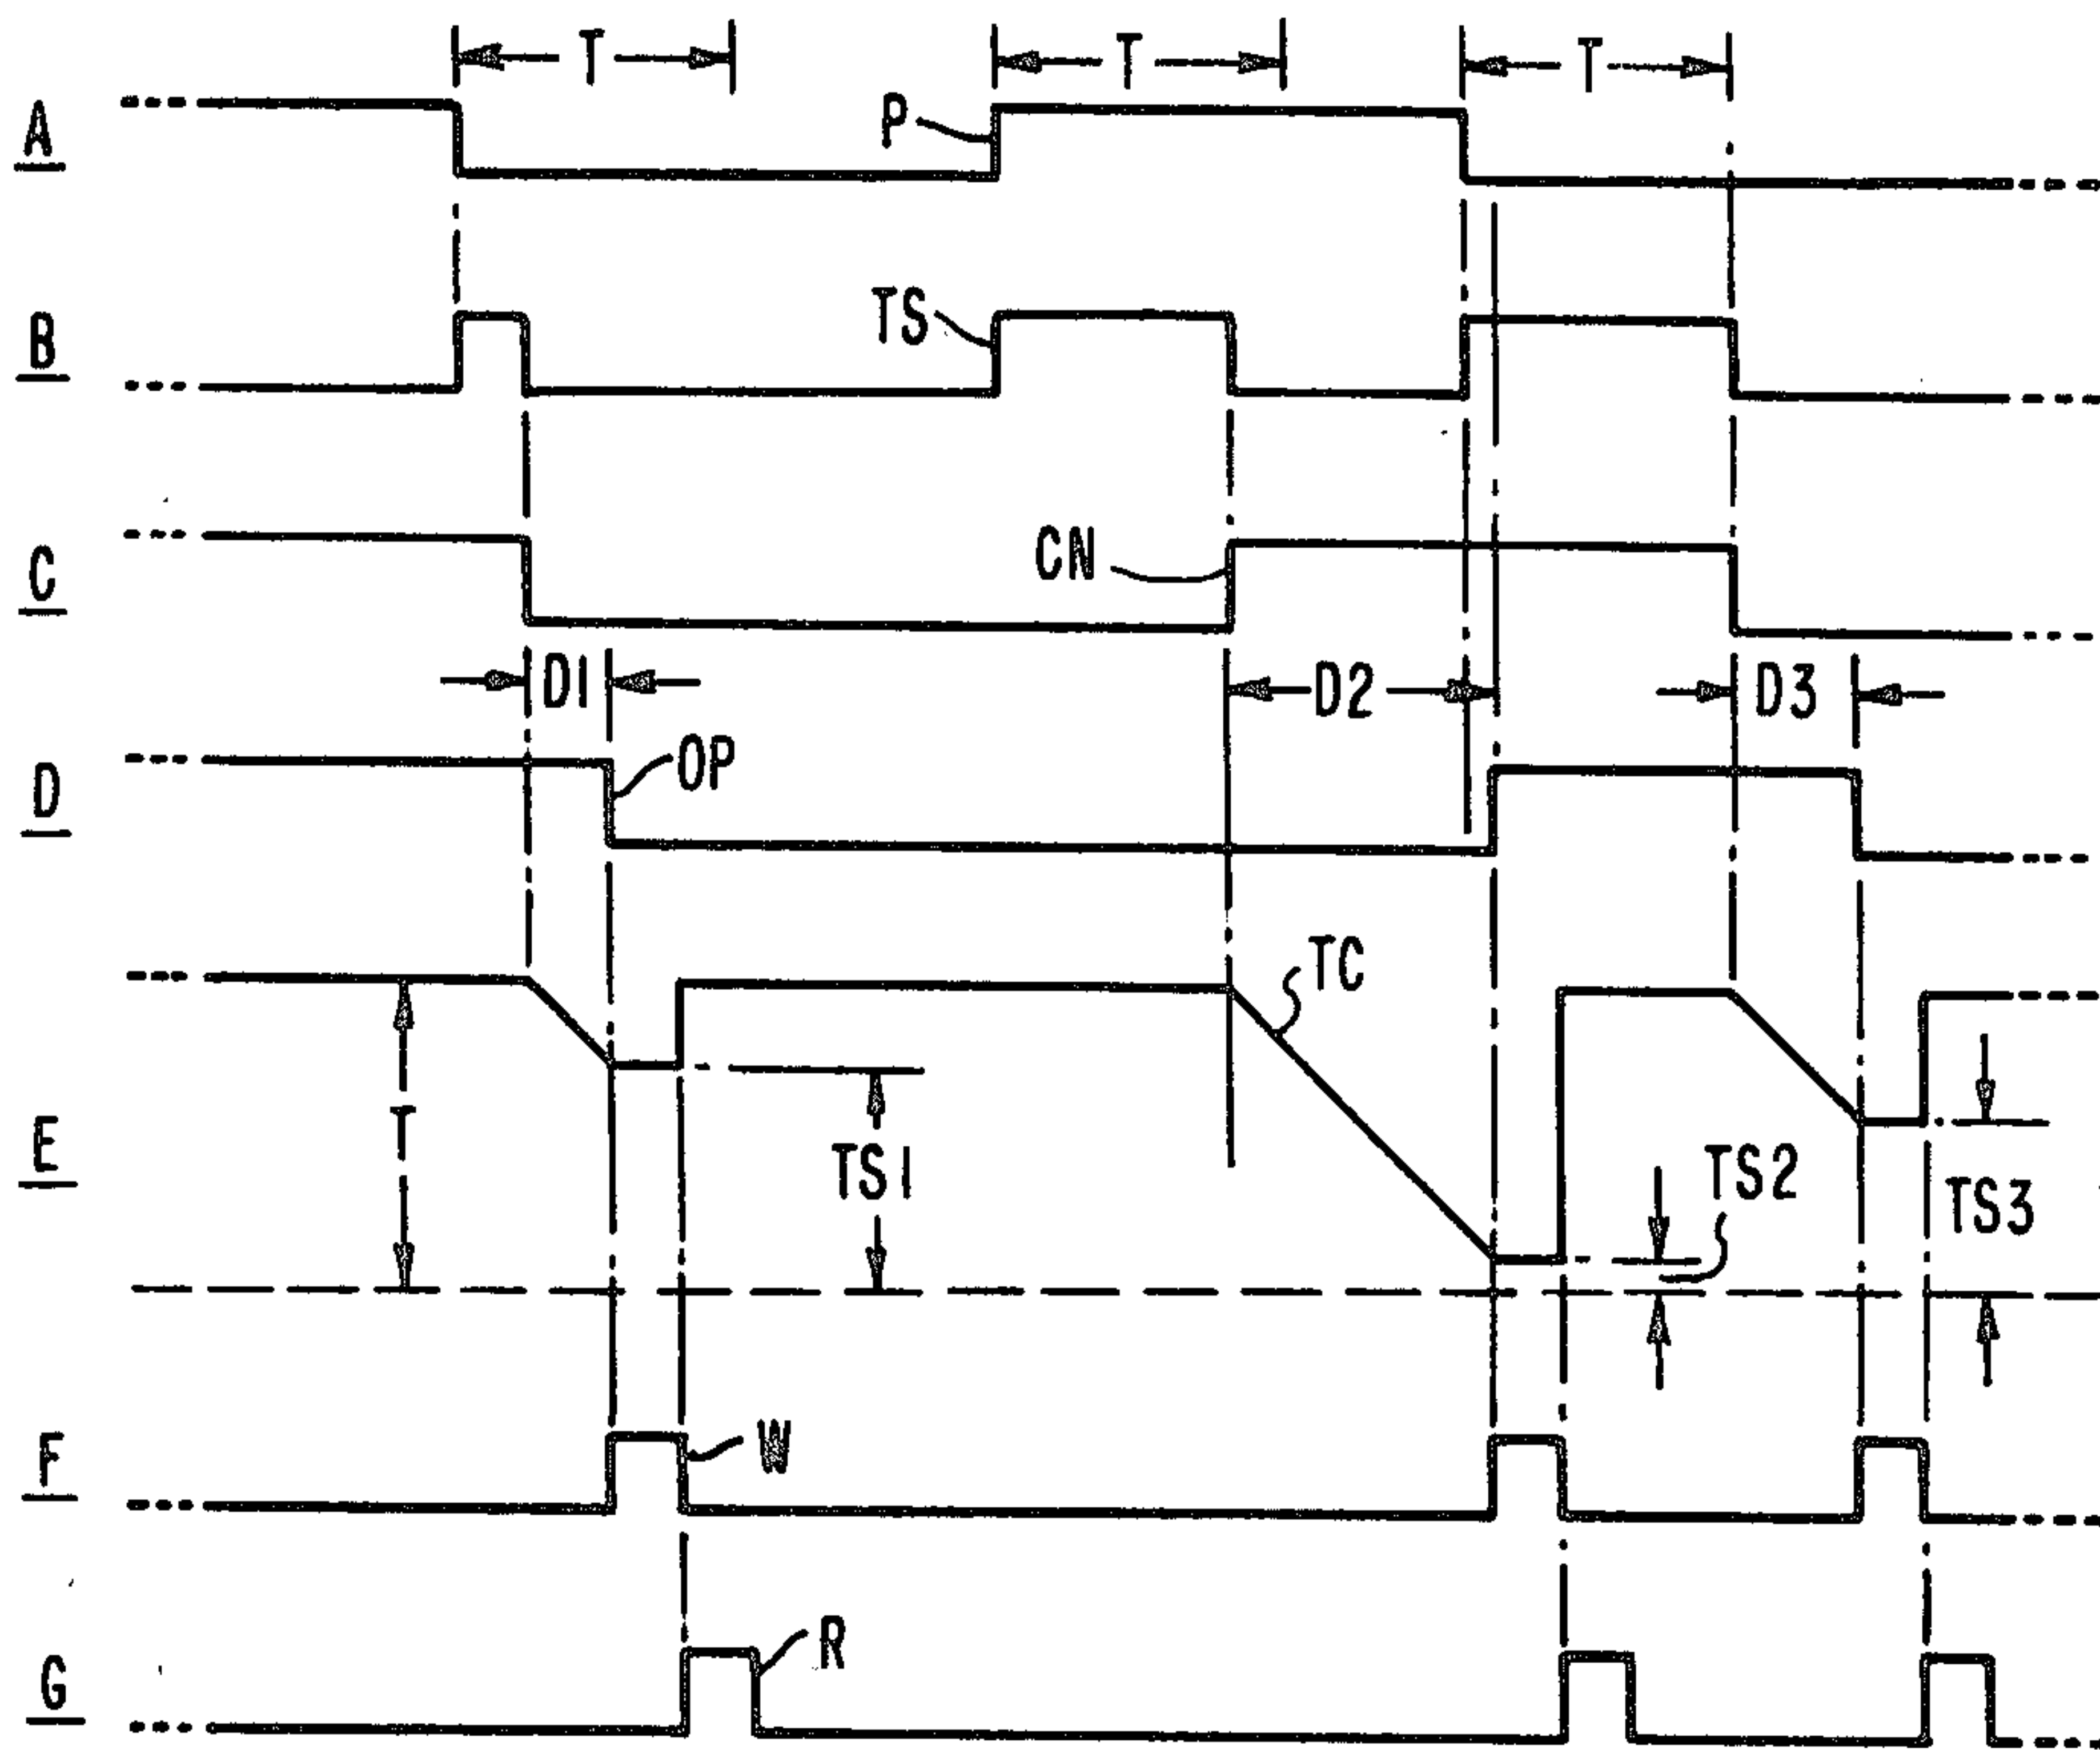 T T T
A P
B TS
C CN
D1 D2 D3
D OP
E T TC
TS1 TS2 TS3
F W
G R